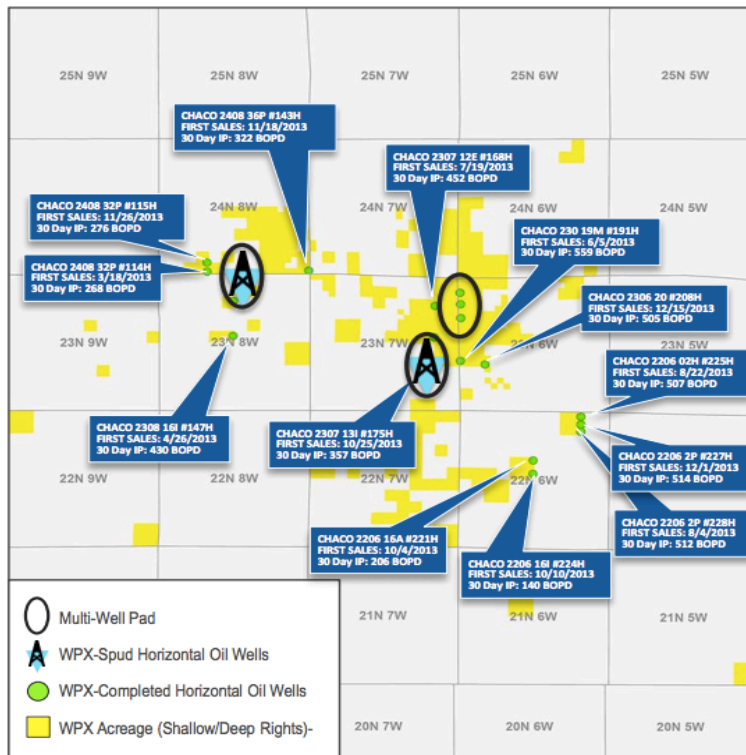 25N 9W
25N 8W
25N 7W
25N 6W
25N 5W
CHACO 2408 36P #143H
FIRST SALES: 11/18/2013
30 Day IP: 322 BOPD
CHACO 2307 12E #168H
FIRST SALES: 7/19/2013
30 Day IP: 452 BOPD
CHACO 2408 32P #115H
FIRST SALES: 11/26/2013
30 Day IP: 276 BOPD
24N 8W
24N 7W
24N 6W
24N 5W
CHACO 230 19M #191H
FIRST SALES: 6/5/2013
30 Day IP: 559 BOPD
CHACO 2408 32P #114H
FIRST SALES: 3/18/2013
30 Day IP: 268 BOPD
CHACO 2306 20 #208H
FIRST SALES: 12/15/2013
30 Day IP: 505 BOPD
23N 9W
23N 8W
23N 7W
23N 6W
23N 5W
CHACO 2206 02H #225H
FIRST SALES: 8/22/2013
30 Day IP: 507 BOPD
CHACO 2308 16I #147H
FIRST SALES: 4/26/2013
30 Day IP: 430 BOPD
CHACO 2307 13I #175H
FIRST SALES: 10/25/2013
30 Day IP: 357 BOPD
CHACO 2206 2P #227H
FIRST SALES: 12/1/2013
30 Day IP: 514 BOPD
22N 9W
22N 8W
22N 7W
22N 6W
CHACO 2206 2P #228H
FIRST SALES: 8/4/2013
30 Day IP: 512 BOPD
CHACO 2206 16A #221H
FIRST SALES: 10/4/2013
30 Day IP: 206 BOPD
CHACO 2206 16I #224H
FIRST SALES: 10/10/2013
30 Day IP: 140 BOPD
21N 7W
21N 6W
21N 5W
Multi-Well Pad
WPX-Spud Horizontal Oil Wells
WPX-Completed Horizontal Oil Wells
WPX Acreage (Shallow/Deep Rights)-
20N 7W
20N 6W
20N 5W